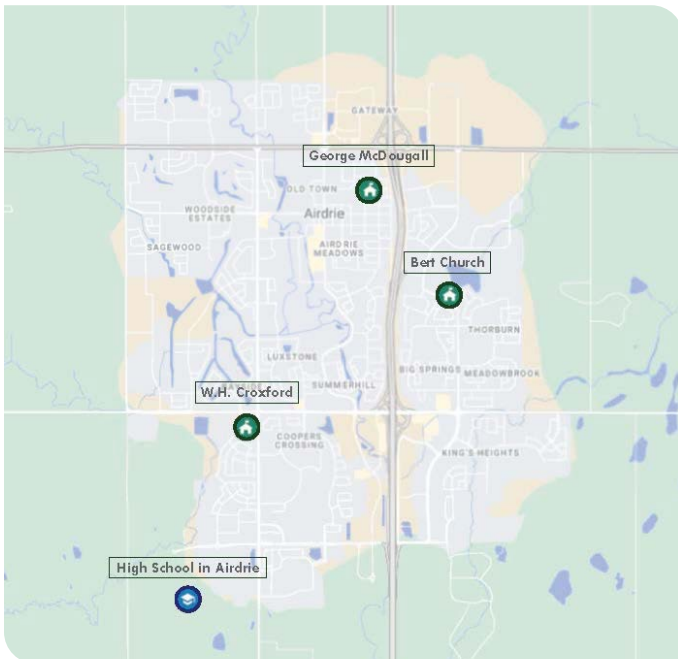 GATEWAY
George McDougall
OLD TOWN
WOODSIDE
ESTATES
Airdrie
SAGEWOOD
AIRDRIE
MEADOWS
Bert Church
THORBURN
LUXSTONE
BIG SPRINGS
MEADOWBROOK
W.H. Croxford
SUMMERHILL
COOPERS
CROSSING
KING'S HEIGHTS
High School in Airdrie